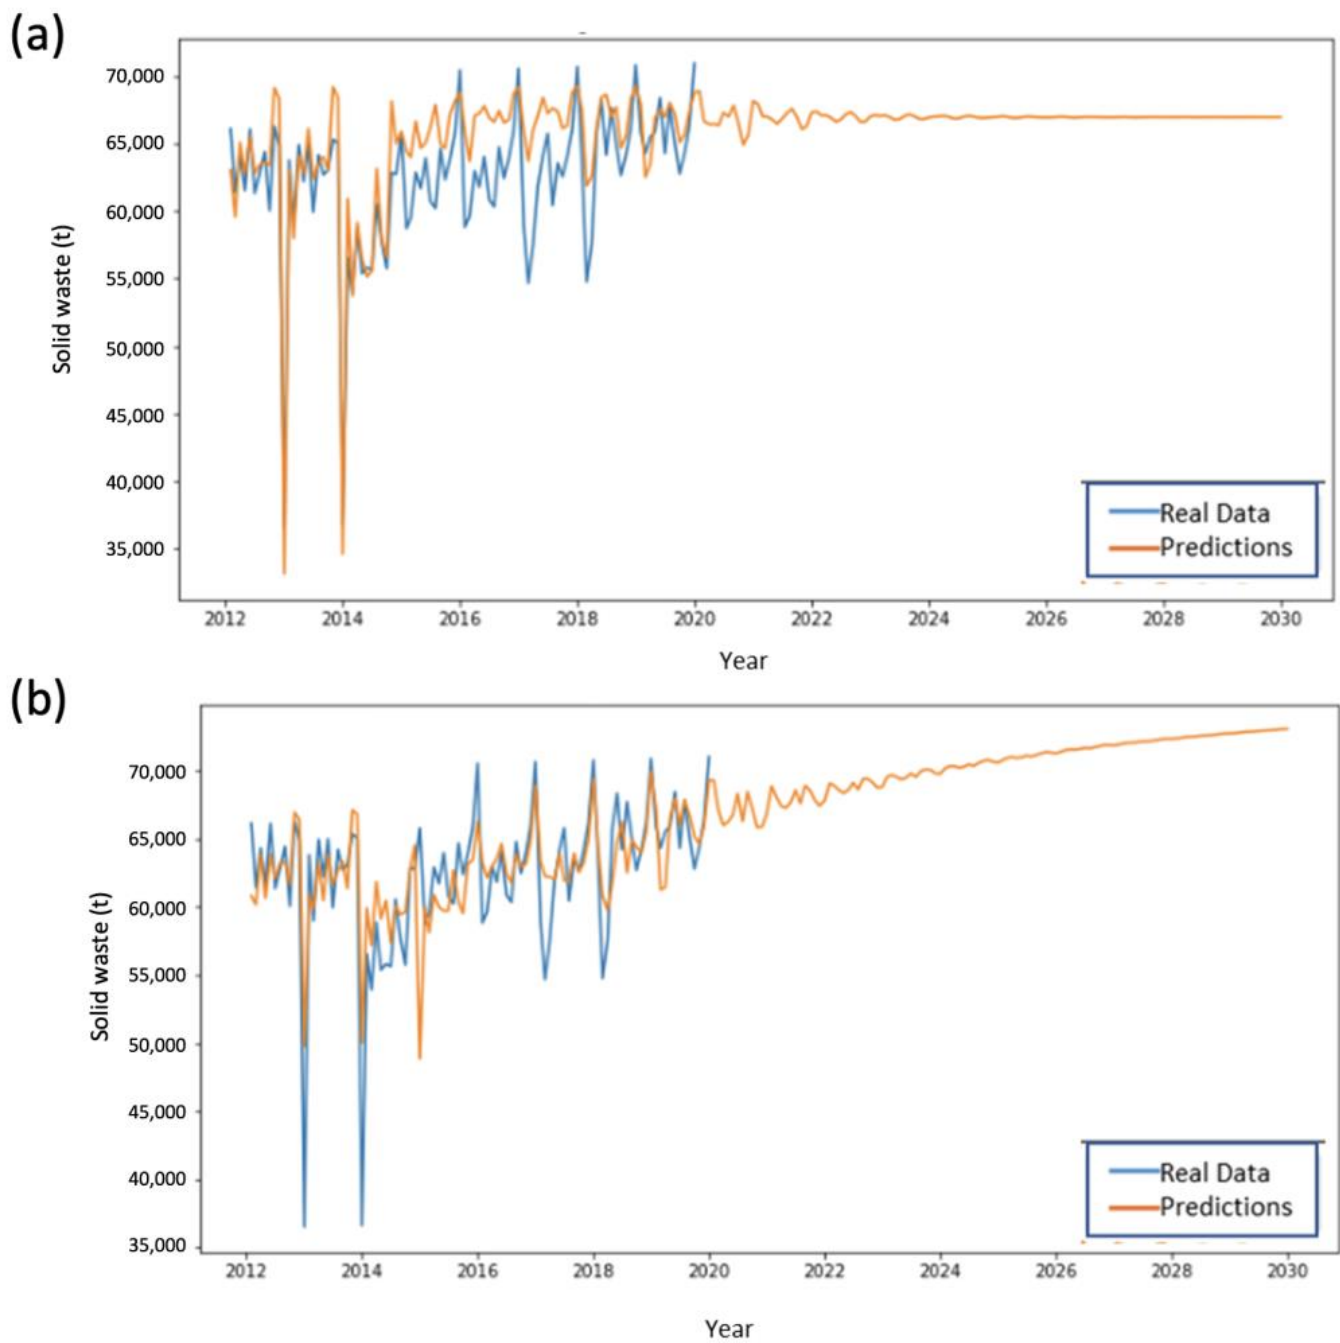 (a)
70,000
65,000
60,000
55,000
50,000
45,000
40,000
35,000
Solid waste (t)
Real Data
Predictions
2012 2014 2016 2018 2020 2022 2024 2026 2028 2030
Year
(b)
70,000
65,000
60,000
55,000
50,000
45,000
40,000
35,000
Solid waste (t)
Real Data
Predictions
2012 2014 2016 2018 2020 2022 2024 2026 2028 2030
Year